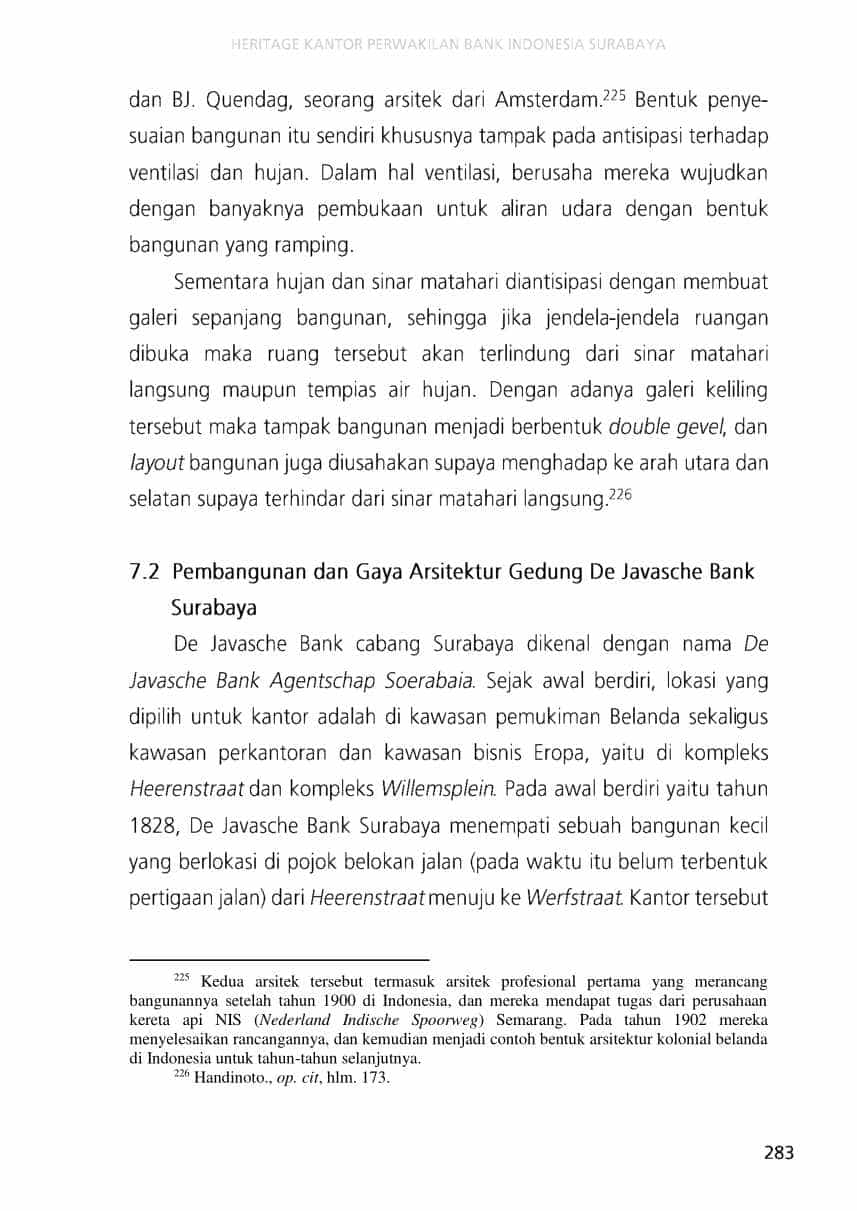 HERITAGE KANTOR PERWAKILAN BANK INDONESIA SURABAYA
dan BJ. Quendag, seorang arsitek dari Amsterdam.225 Bentuk penye-
suaian bangunan itu sendiri khususnya tampak pada antisipasi terhadap
ventilasi dan hujan. Dalam hal ventilasi, berusaha mereka wujudkan
dengan banyaknya pembukaan untuk aliran udara dengan bentuk
bangunan yang ramping.
Sementara hujan dan sinar matahari diantisipasi dengan membuat
galeri sepanjang bangunan, sehingga jika jendela-jendela ruangan
dibuka maka ruang tersebut akan terlindung dari sinar matahari
langsung maupun tempias air hujan. Dengan adanya galeri keliling
tersebut maka tampak bangunan menjadi berbentuk double gevel, dan
layout bangunan juga diusahakan supaya menghadap ke arah utara dan
selatan supaya terhindar dari sinar matahari langsung.226
7.2 Pembangunan dan Gaya Arsitektur Gedung De Javasche Bank
Surabaya
De Javasche Bank cabang Surabaya dikenal dengan nama De
Javasche Bank Agentschap Soerabaia. Sejak awal berdiri, lokasi yang
dipilih untuk kantor adalah di kawasan pemukiman Belanda sekaligus
kawasan perkantoran dan kawasan bisnis Eropa, yaitu di kompleks
Heerenstraat dan kompleks Willemsplein. Pada awal berdiri yaitu tahun
1828, De Javasche Bank Surabaya menempati sebuah bangunan kecil
yang berlokasi di pojok belokan jalan (pada waktu itu belum terbentuk
pertigaan jalan) dari Heerenstraat menuju ke Werfstraat. Kantor tersebut
225 Kedua arsitek tersebut termasuk arsitek profesional pertama yang merancang
bangunannya setelah tahun 1900 di Indonesia, dan mereka mendapat tugas dari perusahaan
kereta api NIS (Nederland Indische Spoorweg) Semarang. Pada tahun 1902 mereka
menyelesaikan rancangannya, dan kemudian menjadi contoh bentuk arsitektur kolonial belanda
di Indonesia untuk tahun-tahun selanjutnya.
226 Handinoto., op. cit, hlm. 173.
283